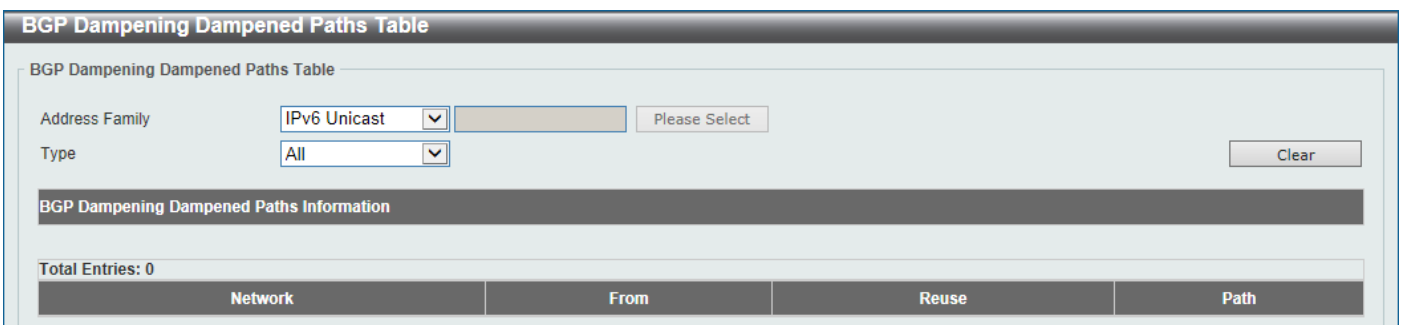 BGP Dampening Dampened Paths Table
BGP Dampening Dampened Paths Table
Address Family IPv6 Unicast Please Select
Type All Clear
BGP Dampening Dampened Paths Information
Total Entries: 0
Network From Reuse Path